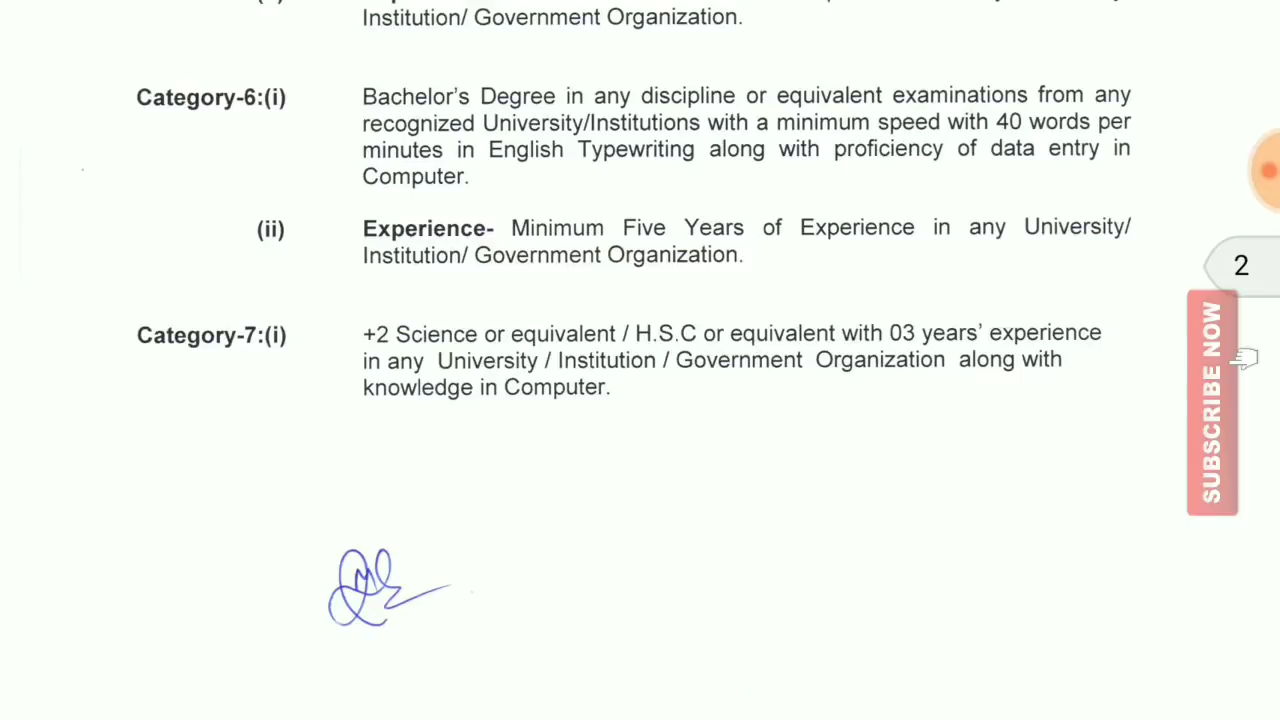 Institution/ Government Organization.
Category-6:(i) Bachelor's Degree in any discipline or equivalent examinations from any
recognized University/Institutions with a minimum speed with 40 words per
minutes in English Typewriting along with proficiency of data entry in
Computer.
(ii) Experience- Minimum Five Years of Experience in any University/
Institution/ Government Organization.
2
SUBSCRIBE NOW
Category-7:(i) +2 Science or equivalent / H.S.C or equivalent with 03 years' experience
in any University / Institution / Government Organization along with
knowledge in Computer.